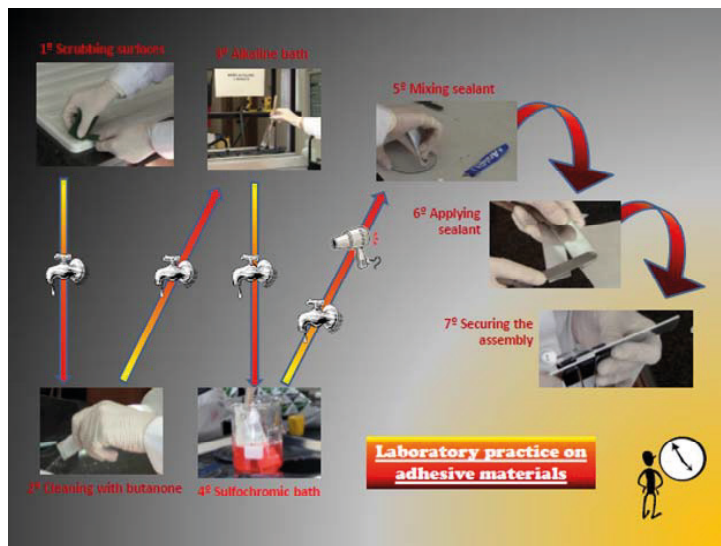 1º Scrubbing surfaces
3º Alkaline bath
5º Mixing sealant
6º Applying
sealant
7º Securing the
assembly
2º Cleaning with butanone
4º Sulfochromic bath
Laboratory practice on
adhesive materials